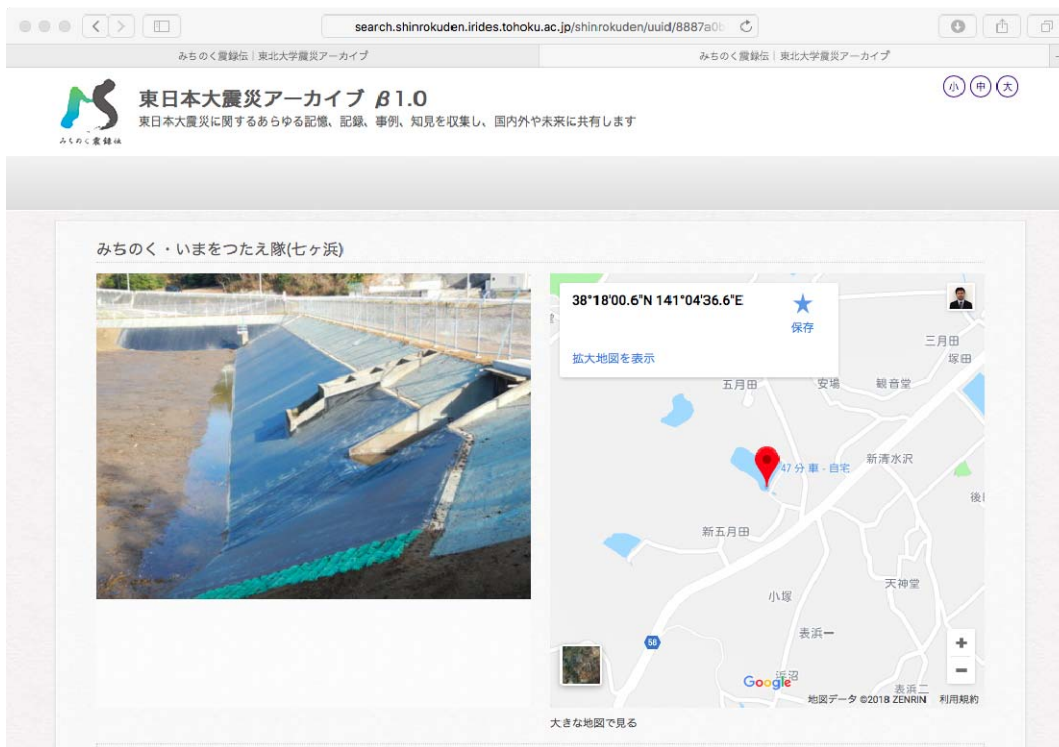 search.shinrokuden.irides.tohoku.ac.jp/shinrokuden/uuid/8887a0b
みちのく震録伝 | 東北大学震災アーカイブ
みちのく震録伝 | 東北大学震災アーカイブ
東日本大震災アーカイブ β1.0
東日本大震災に関するあらゆる記憶、記録、事例、知見を収集し、国内外や未来に共有します
小 中 大
みちのく震録伝
みちのく・いまをつたえ隊(七ヶ浜)
38°18'00.6"N 141°04'36.6"E
保存
拡大地図を表示
三月田
塚田
五月田
安場
観音堂
47 分 車 - 自宅
新清水沢
新五月田
天神堂
小塚
表浜一
58
+
−
浜沼
表浜二
Google
地図データ ©2018 ZENRIN 利用規約
大きな地図で見る